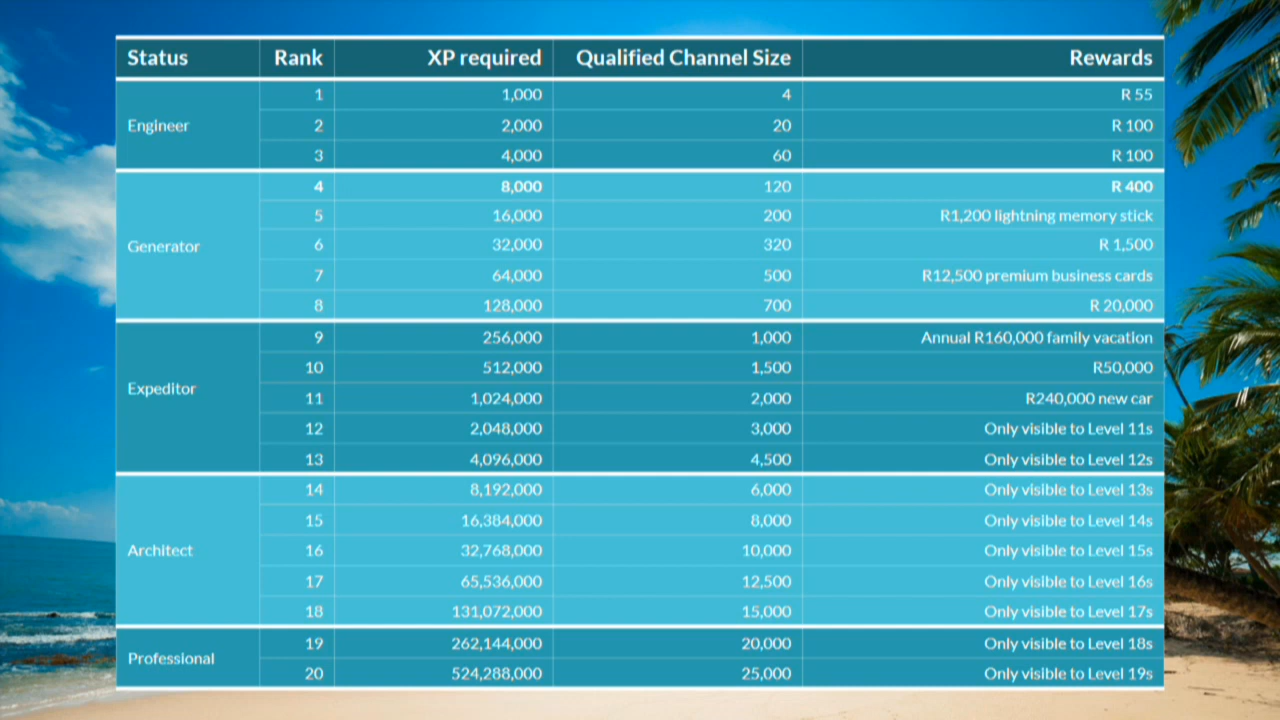 Status Rank XP required Qualified Channel Size Rewards
Engineer
1 1,000 4 R 55
2 2,000 20 R 100
3 4,000 60 R 100
Generator
4 8,000 120 R 400
5 16,000 200 R1,200 lightning memory stick
6 32,000 320 R 1,500
7 64,000 500 R12,500 premium business cards
8 128,000 700 R 20,000
Expeditor
9 256,000 1,000 Annual R160,000 family vacation
10 512,000 1,500 R50,000
11 1,024,000 2,000 R240,000 new car
12 2,048,000 3,000 Only visible to Level 11s
13 4,096,000 4,500 Only visible to Level 12s
Architect
14 8,192,000 6,000 Only visible to Level 13s
15 16,384,000 8,000 Only visible to Level 14s
16 32,768,000 10,000 Only visible to Level 15s
17 65,536,000 12,500 Only visible to Level 16s
18 131,072,000 15,000 Only visible to Level 17s
Professional
19 262,144,000 20,000 Only visible to Level 18s
20 524,288,000 25,000 Only visible to Level 19s